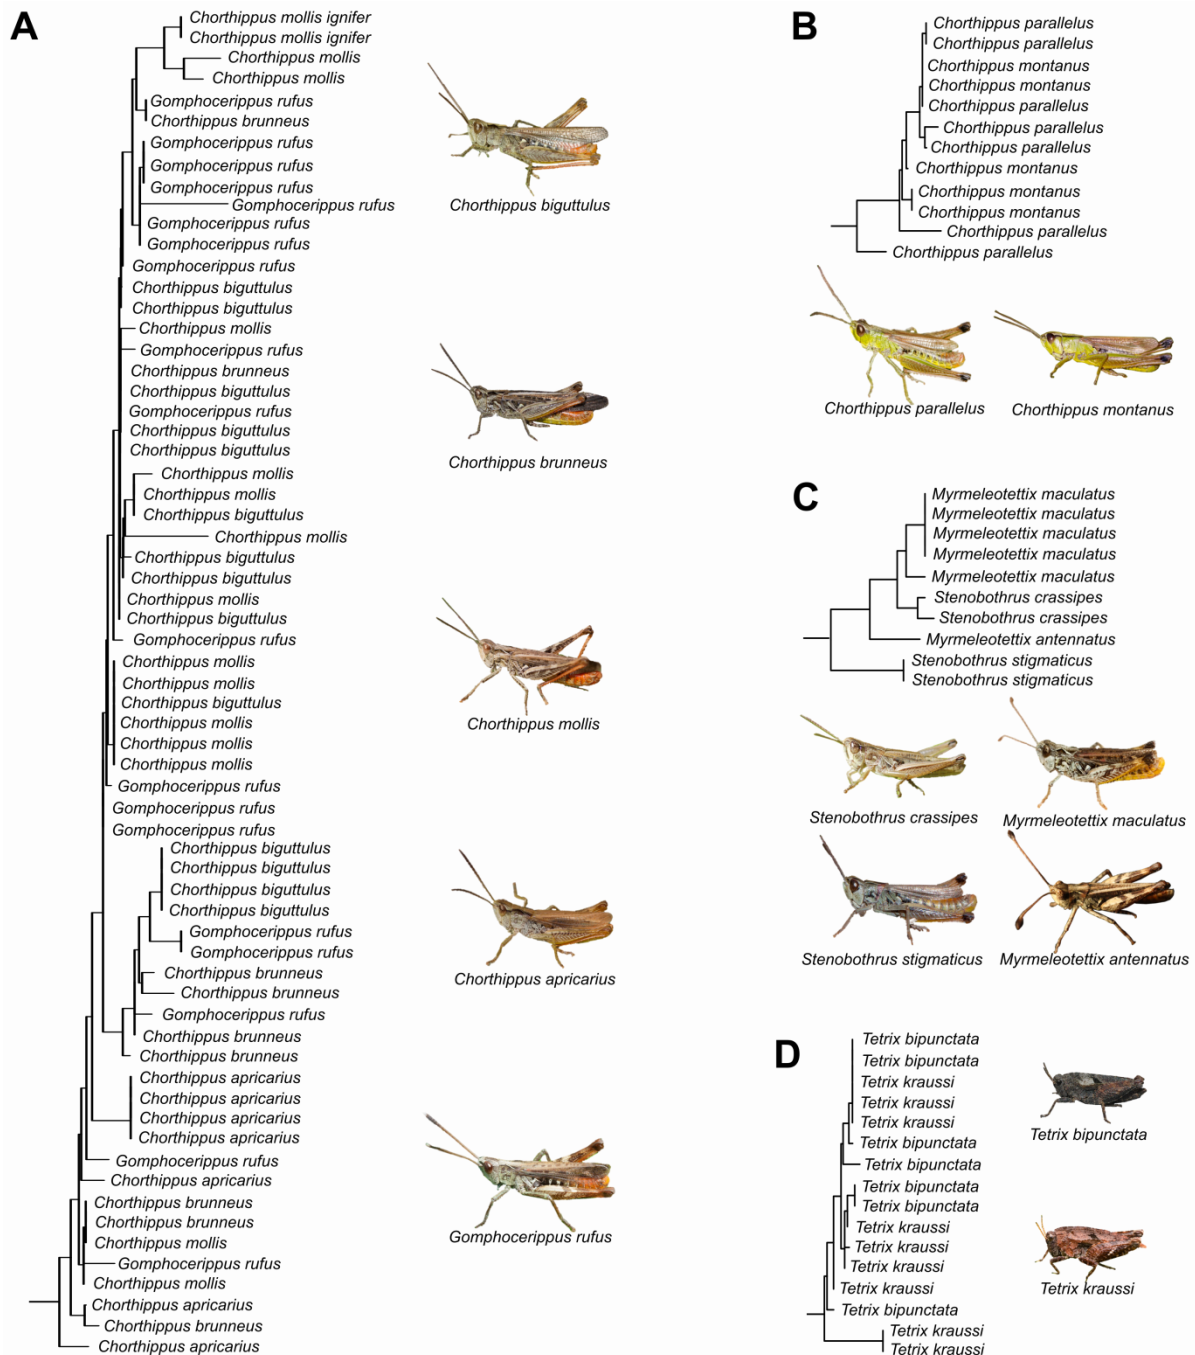 A
Chorthippus mollis ignifer
Chorthippus mollis ignifer
Chorthippus mollis
Chorthippus mollis
Gomphocerippus rufus
Chorthippus brunneus
Gomphocerippus rufus
Gomphocerippus rufus
Gomphocerippus rufus
Gomphocerippus rufus
Gomphocerippus rufus
Gomphocerippus rufus
Gomphocerippus rufus
Chorthippus biguttulus
Chorthippus biguttulus
Chorthippus mollis
Gomphocerippus rufus
Chorthippus brunneus
Chorthippus biguttulus
Gomphocerippus rufus
Chorthippus biguttulus
Chorthippus biguttulus
Chorthippus mollis
Chorthippus mollis
Chorthippus biguttulus
Chorthippus mollis
Chorthippus biguttulus
Chorthippus biguttulus
Chorthippus mollis
Chorthippus biguttulus
Gomphocerippus rufus
Chorthippus mollis
Chorthippus mollis
Chorthippus biguttulus
Chorthippus mollis
Chorthippus mollis
Chorthippus mollis
Gomphocerippus rufus
Gomphocerippus rufus
Gomphocerippus rufus
Chorthippus biguttulus
Chorthippus biguttulus
Chorthippus biguttulus
Chorthippus biguttulus
Gomphocerippus rufus
Gomphocerippus rufus
Chorthippus brunneus
Chorthippus brunneus
Gomphocerippus rufus
Chorthippus brunneus
Chorthippus brunneus
Chorthippus apricarius
Chorthippus apricarius
Chorthippus apricarius
Chorthippus apricarius
Gomphocerippus rufus
Chorthippus apricarius
Chorthippus brunneus
Chorthippus brunneus
Chorthippus mollis
Gomphocerippus rufus
Chorthippus mollis
Chorthippus apricarius
Chorthippus brunneus
Chorthippus apricarius
Chorthippus biguttulus
Chorthippus brunneus
Chorthippus mollis
Chorthippus apricarius
Gomphocerippus rufus
B
Chorthippus parallelus
Chorthippus parallelus
Chorthippus montanus
Chorthippus montanus
Chorthippus parallelus
Chorthippus parallelus
Chorthippus parallelus
Chorthippus montanus
Chorthippus montanus
Chorthippus montanus
Chorthippus parallelus
Chorthippus parallelus
Chorthippus parallelus
Chorthippus montanus
C
Myrmeleotettix maculatus
Myrmeleotettix maculatus
Myrmeleotettix maculatus
Myrmeleotettix maculatus
Myrmeleotettix maculatus
Stenobothrus crassipes
Stenobothrus crassipes
Myrmeleotettix antennatus
Stenobothrus stigmaticus
Stenobothrus stigmaticus
Stenobothrus crassipes
Myrmeleotettix maculatus
Stenobothrus stigmaticus
Myrmeleotettix antennatus
D
Tetrix bipunctata
Tetrix bipunctata
Tetrix kraussi
Tetrix kraussi
Tetrix kraussi
Tetrix bipunctata
Tetrix bipunctata
Tetrix bipunctata
Tetrix bipunctata
Tetrix kraussi
Tetrix kraussi
Tetrix kraussi
Tetrix kraussi
Tetrix bipunctata
Tetrix kraussi
Tetrix kraussi
Tetrix bipunctata
Tetrix kraussi